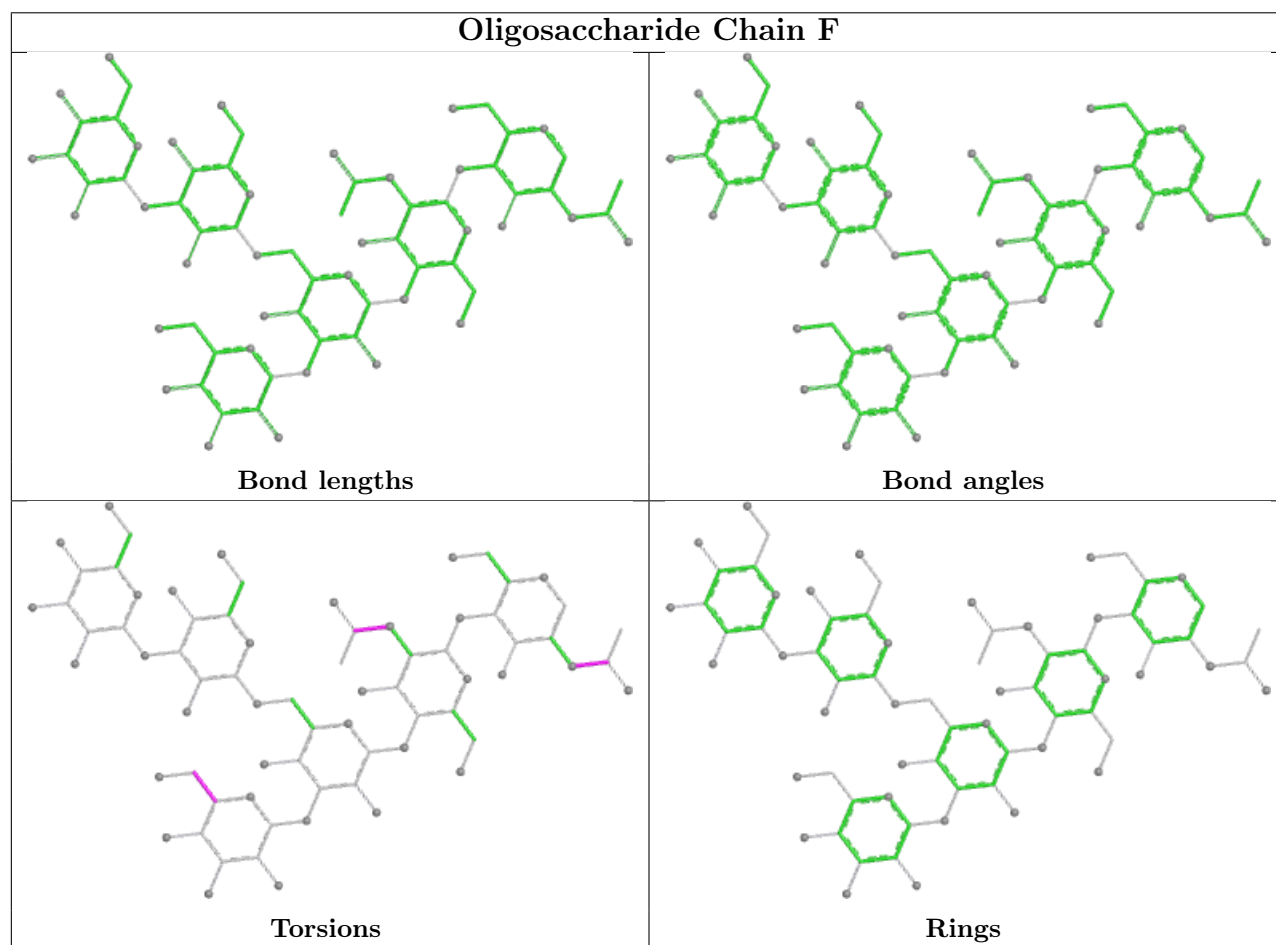 Oligosaccharide Chain F
Bond lengths
Bond angles
Torsions
Rings